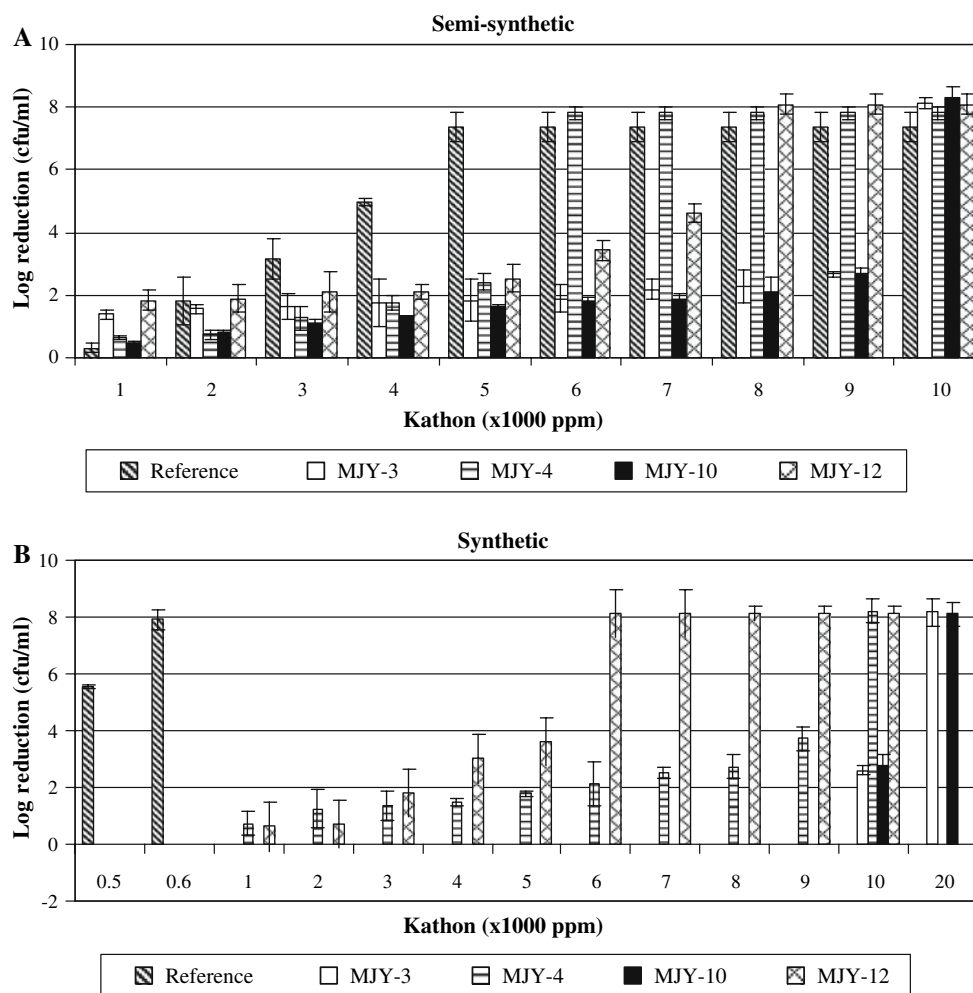 A
Semi-synthetic
Log reduction (cfu/ml)
10
8
6
4
2
0
1 2 3 4 5 6 7 8 9 10
Kathon (x1000 ppm)
Reference MJY-3 MJY-4 MJY-10 MJY-12
B
Synthetic
Log reduction (cfu/ml)
10
8
6
4
2
0
-2
0.5 0.6 1 2 3 4 5 6 7 8 9 10 20
Kathon (x1000 ppm)
Reference MJY-3 MJY-4 MJY-10 MJY-12